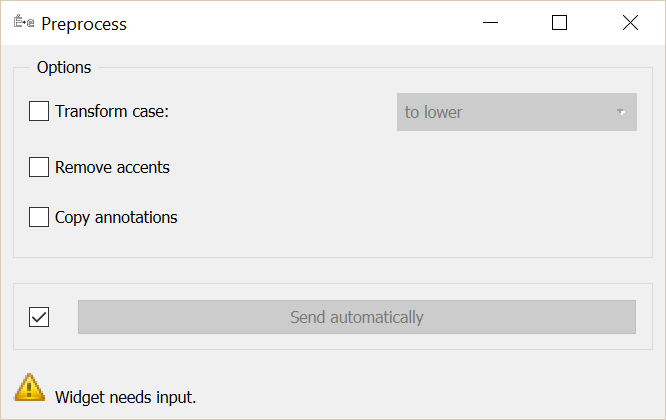 Preprocess
Options
Transform case:
to lower
Remove accents
Copy annotations
Send automatically
Widget needs input.